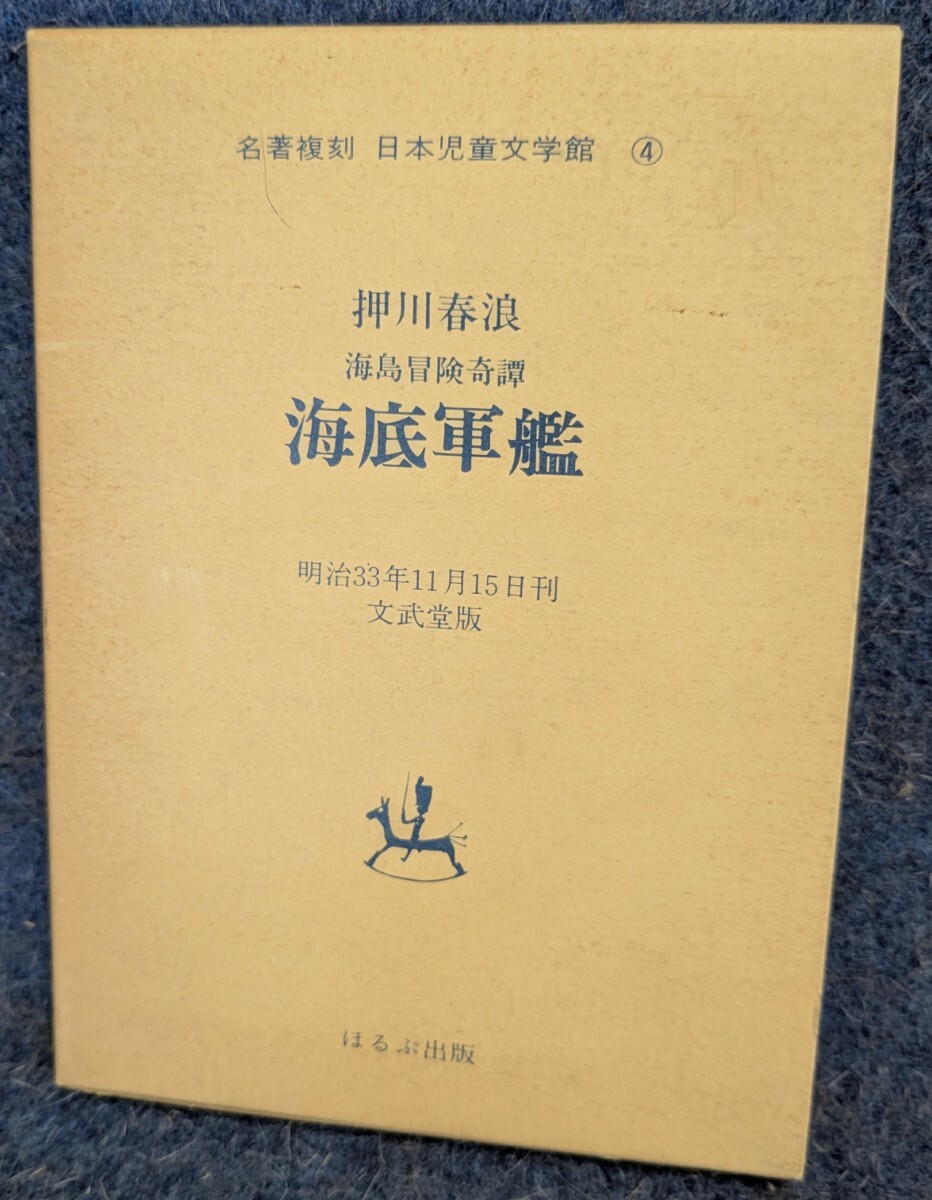 名著複刻 日本児童文学館 ④
押川春浪
海島冒険奇譚
海底軍艦
明治33年11月15日刊
文武堂版
ほるぷ出版